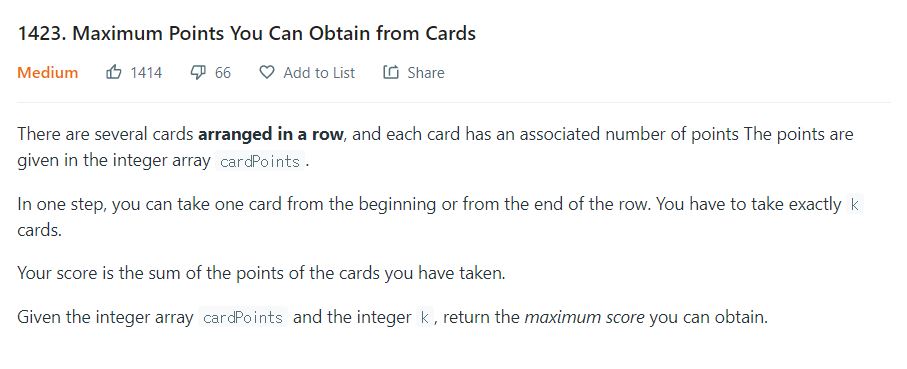 1423. Maximum Points You Can Obtain from Cards
Medium 1414 66 Add to List Share
There are several cards arranged in a row, and each card has an associated number of points The points are
given in the integer array cardPoints .
In one step, you can take one card from the beginning or from the end of the row. You have to take exactly k
cards.
Your score is the sum of the points of the cards you have taken.
Given the integer array cardPoints and the integer k , return the maximum score you can obtain.